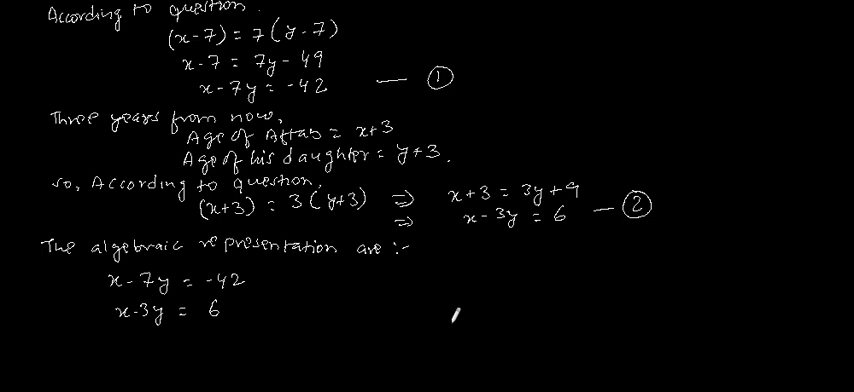 According to question.
(x-7) = 7(y-7)
x-7 = 7y-49
x-7y = -42 — ①
Three years from now,
Age of Aftab = x+3
Age of his daughter = y+3.
so, According to question,
(x+3) = 3(y+3) ⇒ x+3 = 3y+9
⇒ x-3y = 6 — ②
The algebraic representation are :-
x-7y = -42
x-3y = 6